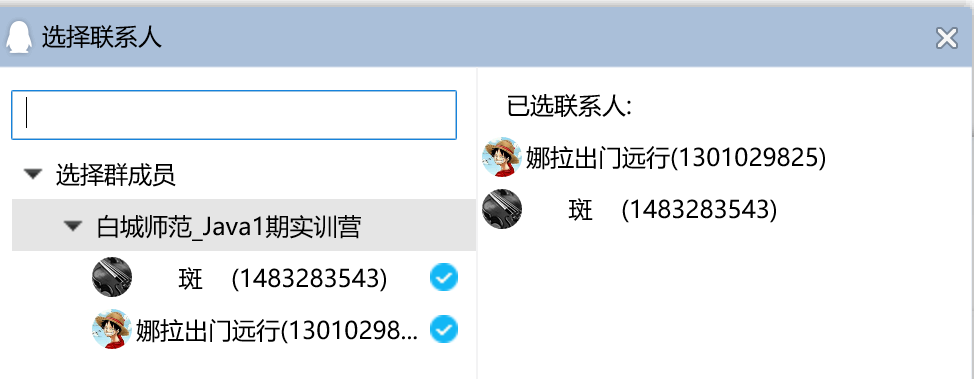 选择联系人
选择群成员
白城师范_Java1期实训营
斑 (1483283543)
娜拉出门远行(13010298...
已选联系人:
娜拉出门远行(1301029825)
斑 (1483283543)